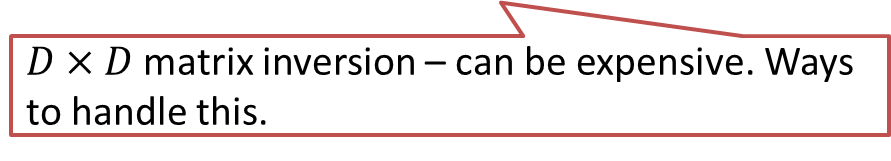 𝐷 × 𝐷 matrix inversion – can be expensive. Ways
to handle this.